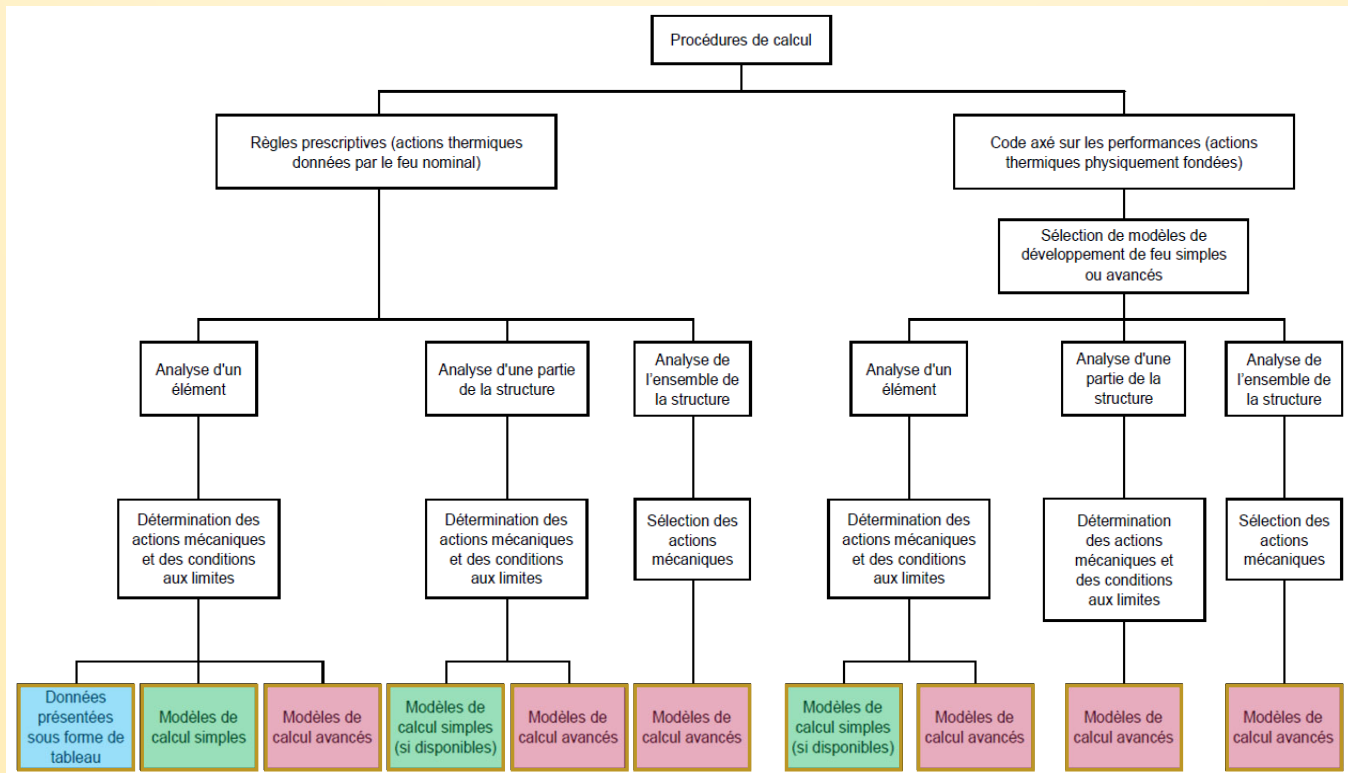 Procédures de calcul
Règles prescriptives (actions thermiques
données par le feu nominal)
Code axé sur les performances (actions
thermiques physiquement fondées)
Sélection de modèles de
développement de feu simples
ou avancés
Analyse d'un
élément
Analyse d'une partie
de la structure
Analyse de
l'ensemble de
la structure
Analyse d'un
élément
Analyse d'une
partie de la
structure
Analyse de
l'ensemble de
la structure
Détermination des
actions mécaniques
et des conditions
aux limites
Détermination des
actions mécaniques
et des conditions
aux limites
Sélection des
actions
mécaniques
Détermination des
actions mécaniques
et des conditions
aux limites
Détermination
des actions
mécaniques et
des conditions
aux limites
Sélection des
actions
mécaniques
Données
présentées
sous forme de
tableau
Modèles de
calcul simples
Modèles de
calcul avancés
Modèles de
calcul simples
(si disponibles)
Modèles de
calcul avancés
Modèles de
calcul avancés
Modèles de
calcul simples
(si disponibles)
Modèles de
calcul avancés
Modèles de
calcul avancés
Modèles de
calcul avancés